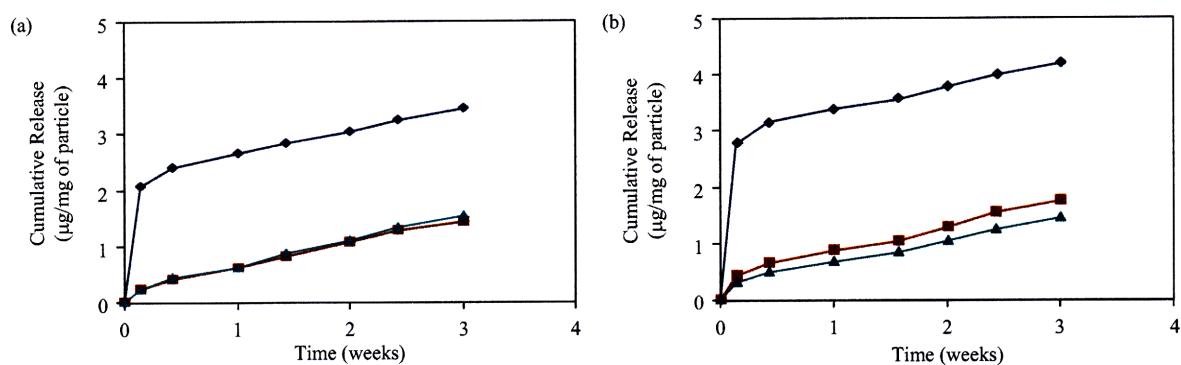 (a)
5
4
3
2
1
0
Cumulative Release
(µg/mg of particle)
0 1 2 3 4
Time (weeks)
(b)
5
4
3
2
1
0
Cumulative Release
(µg/mg of particle)
0 1 2 3 4
Time (weeks)